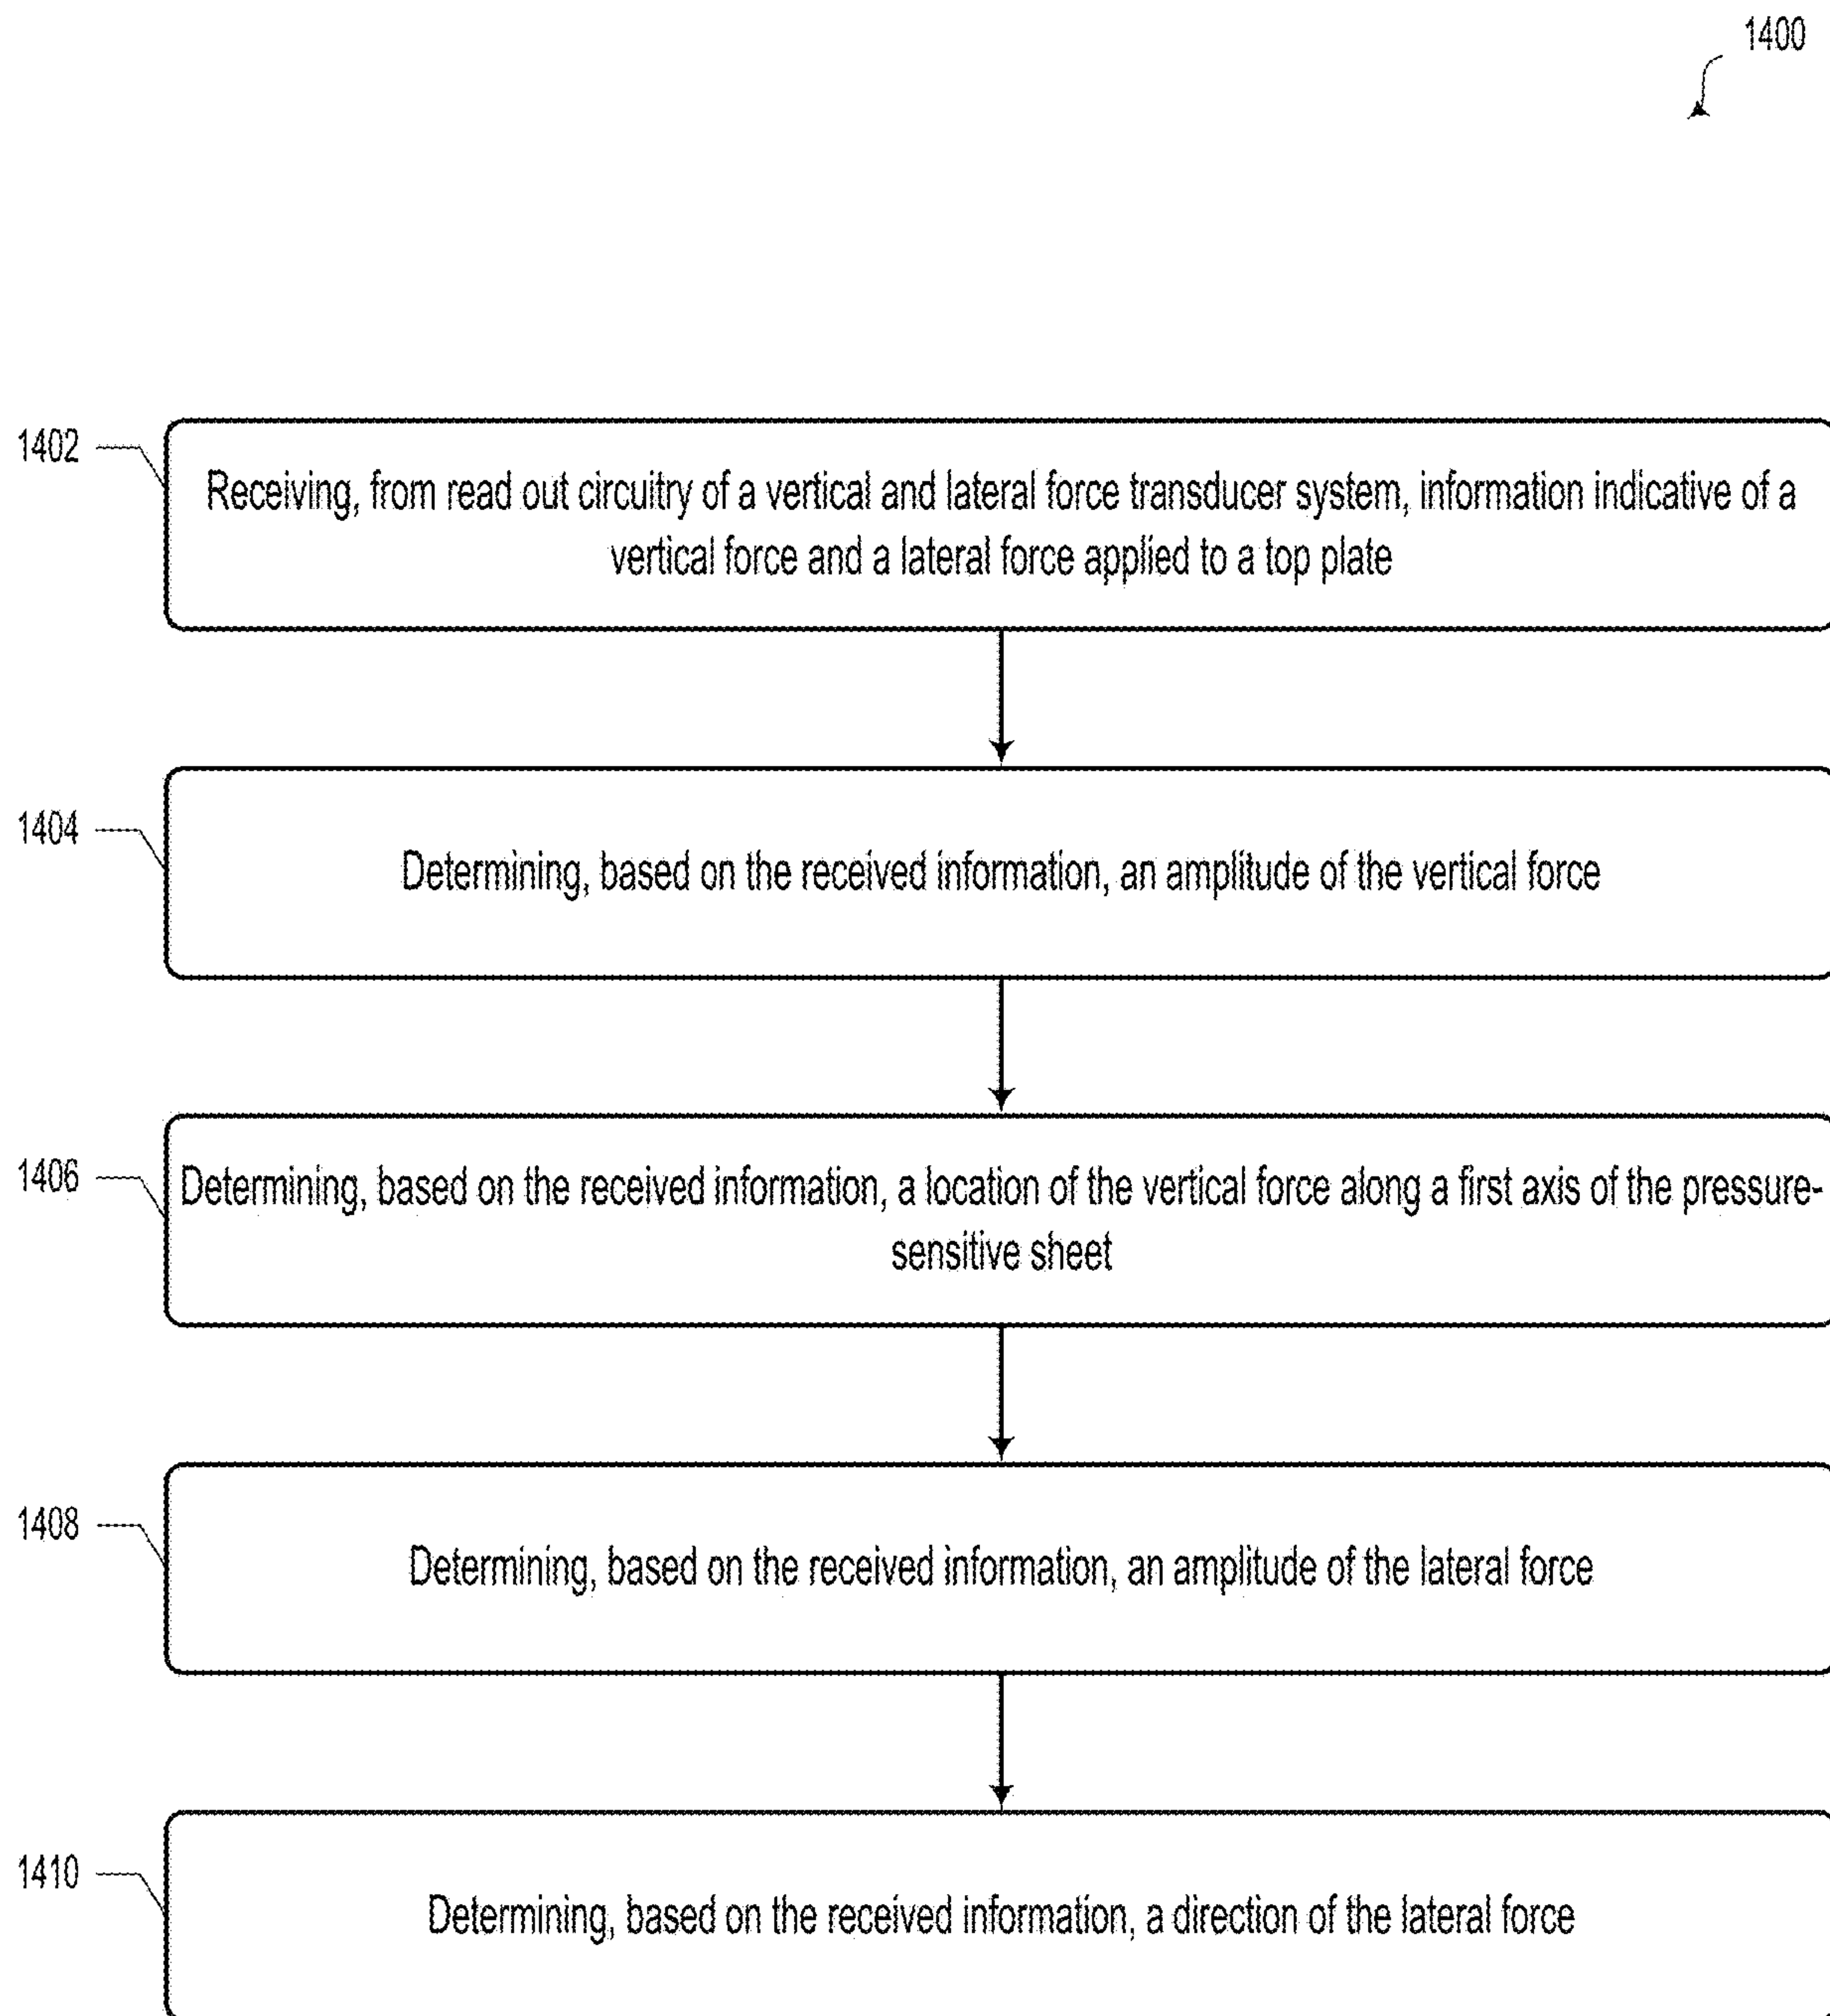 1400
1402
Receiving, from read out circuitry of a vertical and lateral force transducer system, information indicative of a
vertical force and a lateral force applied to a top plate
1404
Determining, based on the received information, an amplitude of the vertical force
1406
Determining, based on the received information, a location of the vertical force along a first axis of the pressure-
sensitive sheet
1408
Determining, based on the received information, an amplitude of the lateral force
1410
Determining, based on the received information, a direction of the lateral force